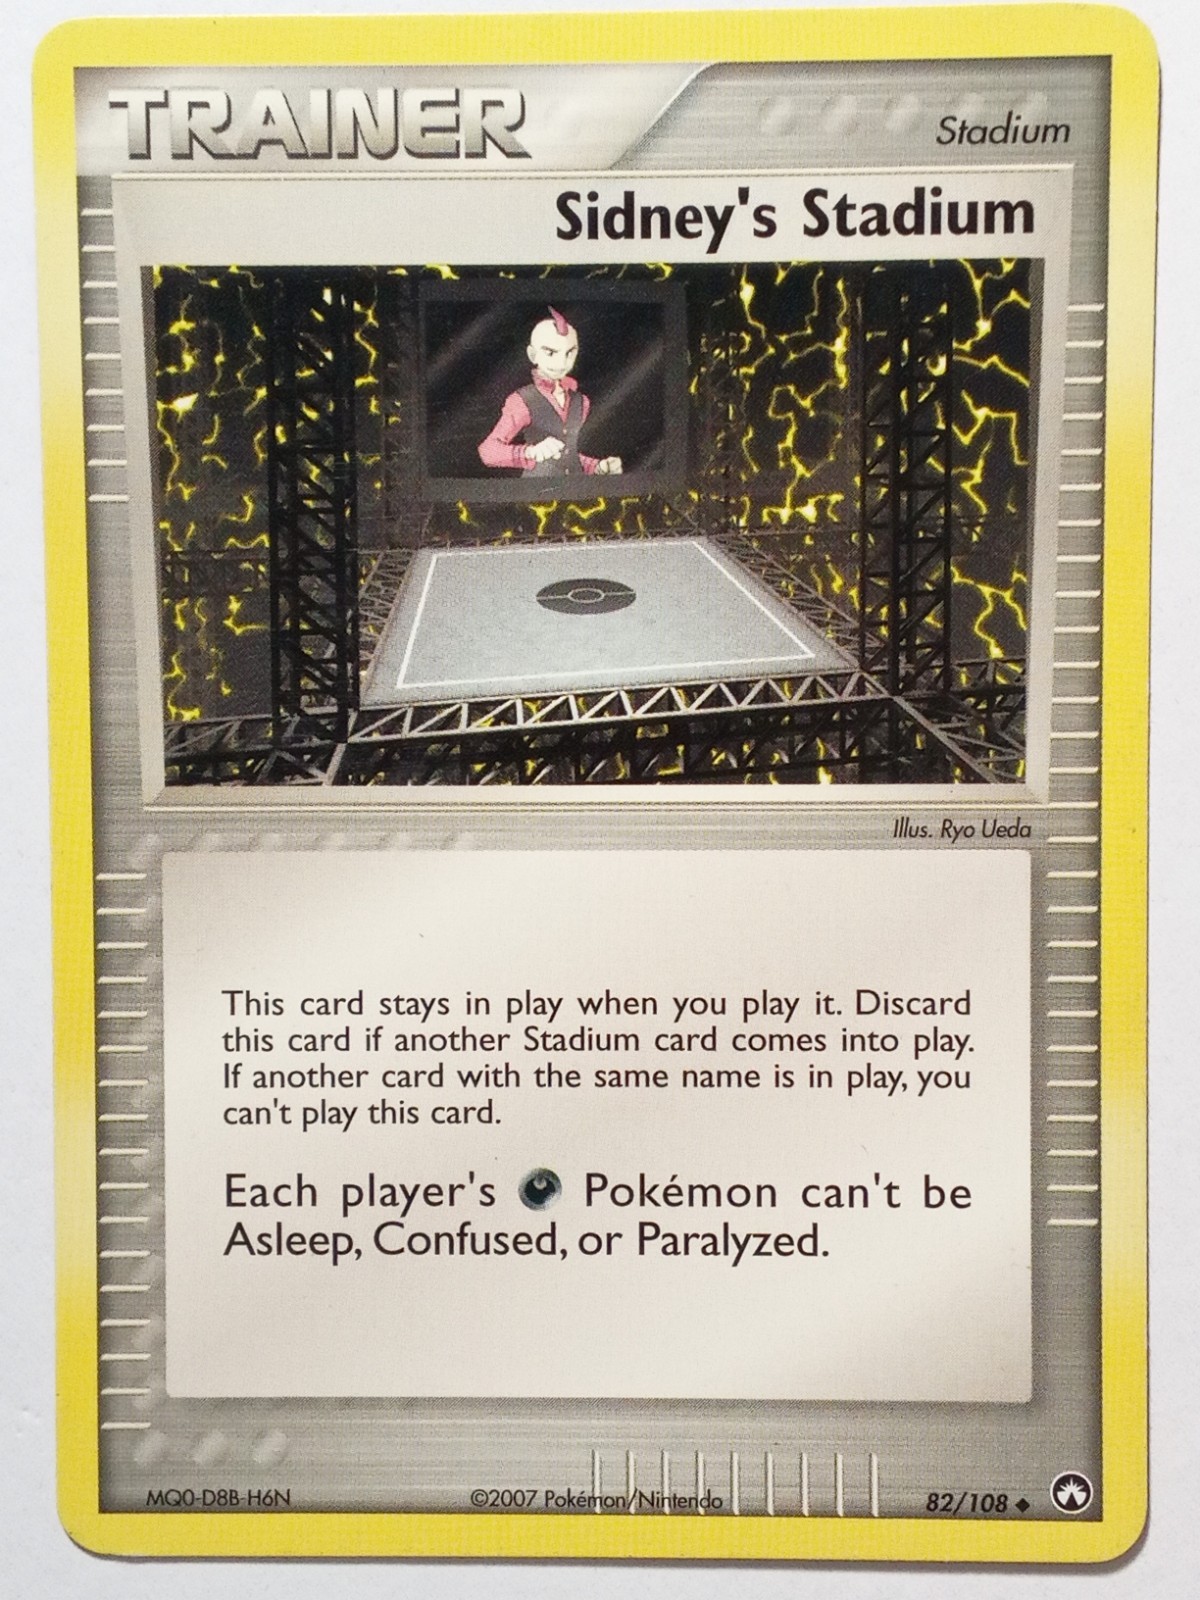 TRAINER
Stadium
Sidney's Stadium
Illus. Ryo Ueda
This card stays in play when you play it. Discard
this card if another Stadium card comes into play.
If another card with the same name is in play, you
can't play this card.
Each player's Pokémon can't be
Asleep, Confused, or Paralyzed.
MQ0-D8B-H6N
©2007 Pokémon/Nintendo
82/108